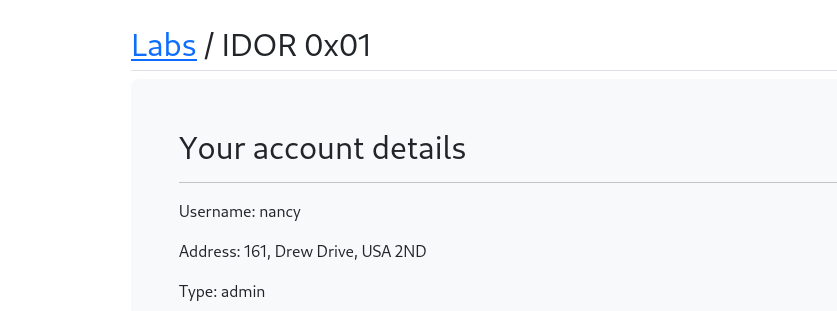 Labs / IDOR 0x01
Your account details
Username: nancy
Address: 161, Drew Drive, USA 2ND
Type: admin